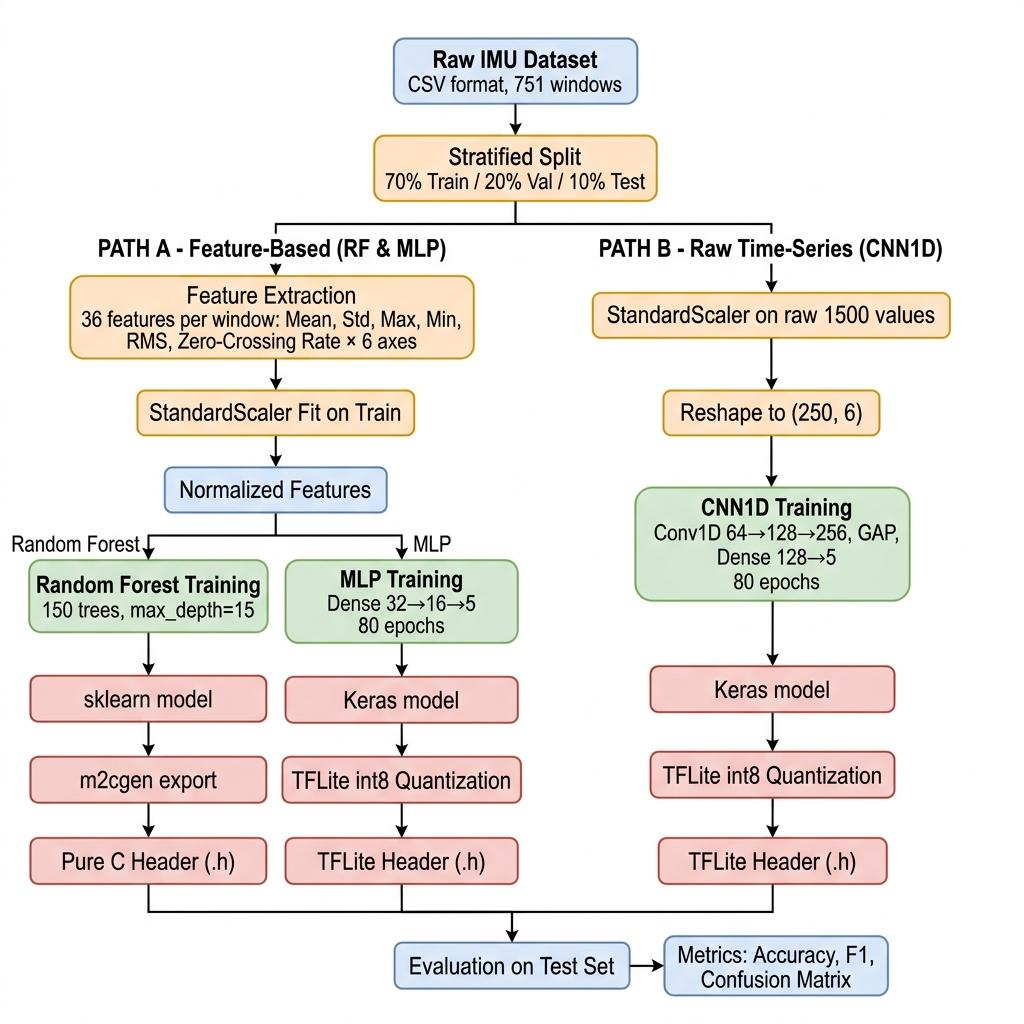 Raw IMU Dataset
CSV format, 751 windows
Stratified Split
70% Train / 20% Val / 10% Test
PATH A - Feature-Based (RF & MLP)
Feature Extraction
36 features per window: Mean, Std, Max, Min,
RMS, Zero-Crossing Rate × 6 axes
StandardScaler Fit on Train
Normalized Features
Random Forest
Random Forest Training
150 trees, max_depth=15
sklearn model
m2cgen export
Pure C Header (.h)
MLP
MLP Training
Dense 32→16→5
80 epochs
Keras model
TFLite int8 Quantization
TFLite Header (.h)
PATH B - Raw Time-Series (CNN1D)
StandardScaler on raw 1500 values
Reshape to (250, 6)
CNN1D Training
Conv1D 64→128→256, GAP,
Dense 128→5
80 epochs
Keras model
TFLite int8 Quantization
TFLite Header (.h)
Evaluation on Test Set
Metrics: Accuracy, F1,
Confusion Matrix